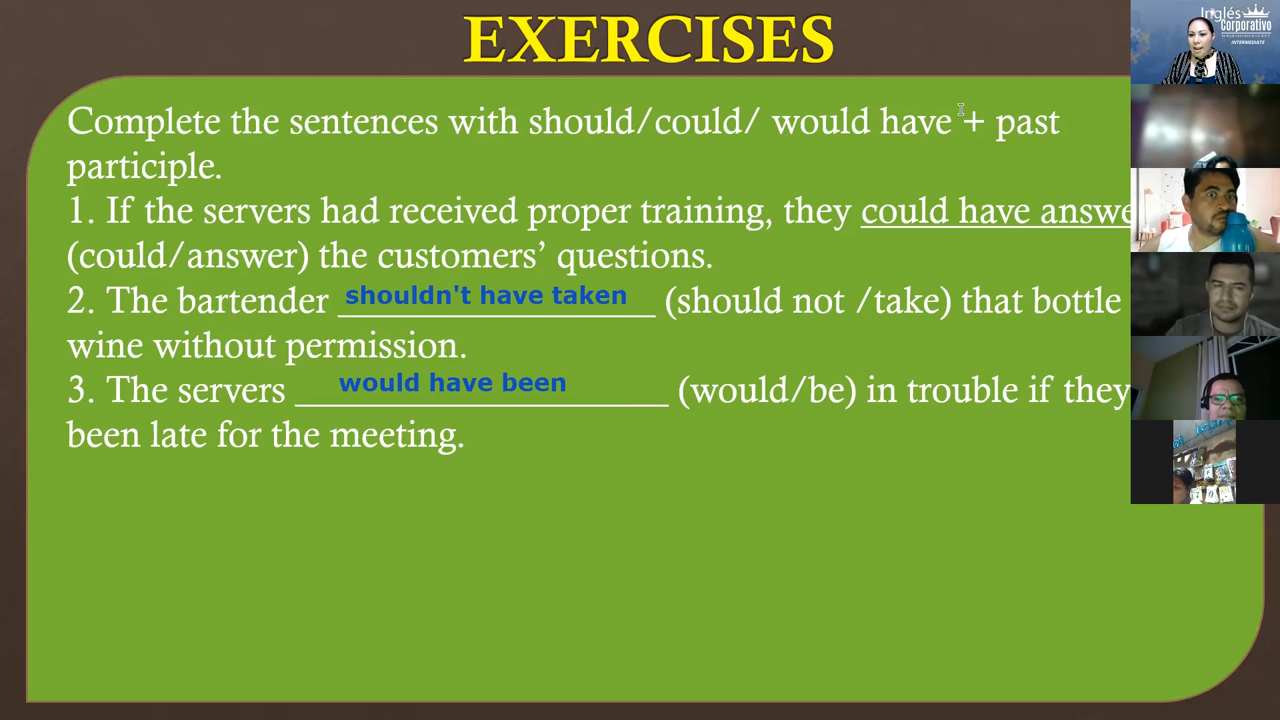 EXERCISES
Inglés
Corporativo
INTERMEDIATE
Complete the sentences with should/could/ would have + past
participle.
1. If the servers had received proper training, they could have answe
(could/answer) the customers’ questions.
2. The bartender shouldn't have taken (should not /take) that bottle
wine without permission.
3. The servers would have been (would/be) in trouble if they
been late for the meeting.